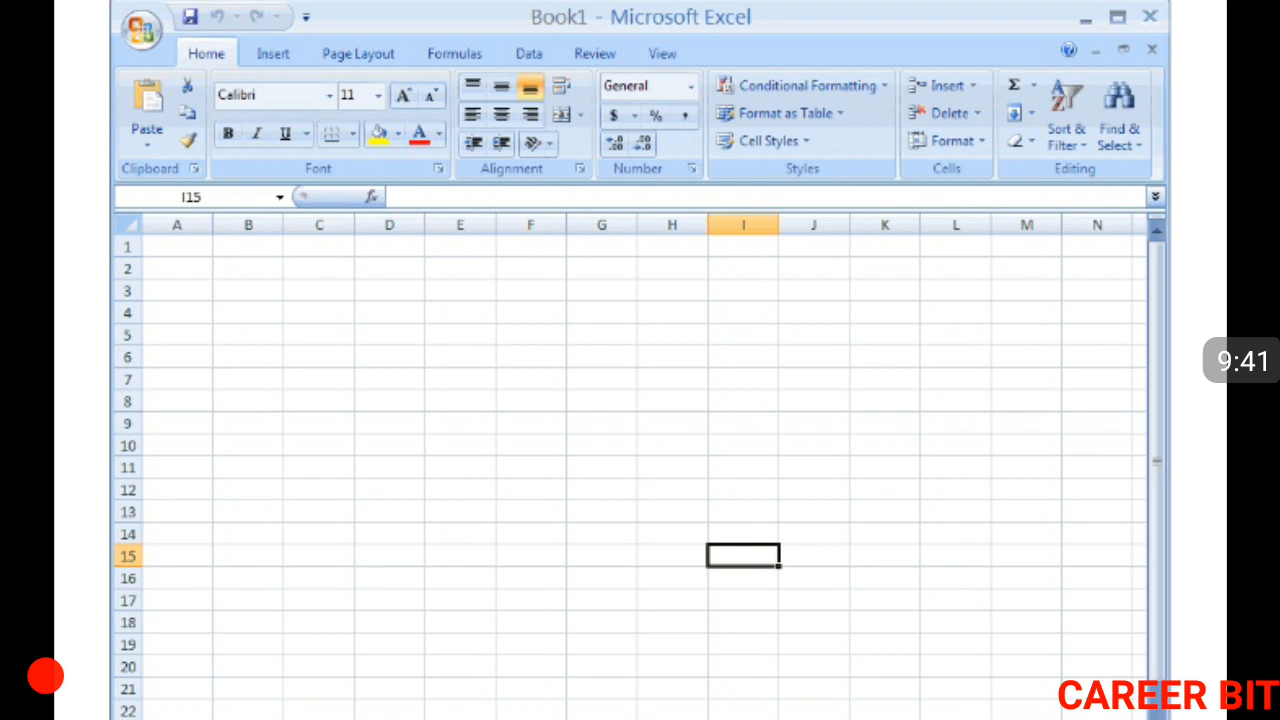 Book1 - Microsoft Excel
Home Insert Page Layout Formulas Data Review View
Calibri 11 General Conditional Formatting Insert Σ
Paste $ % , Format as Table Delete Sort & Filter Find & Select
B I U A Cell Styles Format
Clipboard Font Alignment Number Styles Cells Editing
I15 fx
A B C D E F G H I J K L M N
1
2
3
4
5
6
7
8
9
10
11
12
13
14
15
16
17
18
19
20
21
22
9:41
CAREER BIT